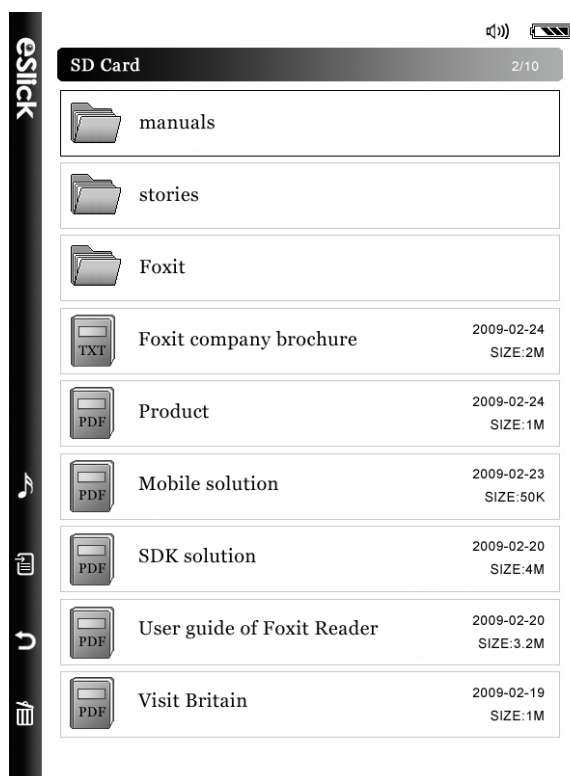 eSlick
SD Card 2/10
manuals
stories
Foxit
TXT Foxit company brochure 2009-02-24
SIZE:2M
PDF Product 2009-02-24
SIZE:1M
PDF Mobile solution 2009-02-23
SIZE:50K
PDF SDK solution 2009-02-20
SIZE:4M
PDF User guide of Foxit Reader 2009-02-20
SIZE:3.2M
PDF Visit Britain 2009-02-19
SIZE:1M